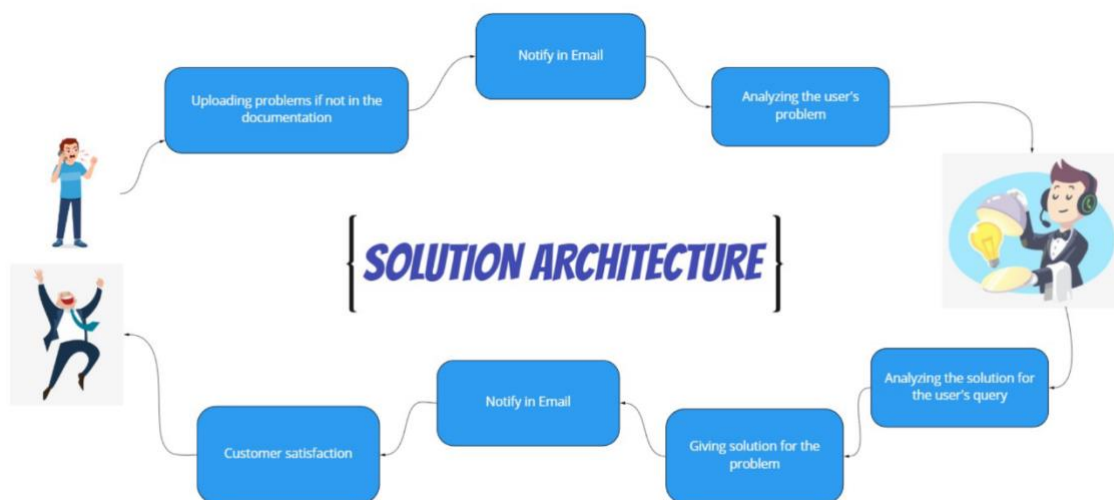 Notify in Email
Uploading problems if not in the
documentation
Analyzing the user's
problem
{SOLUTION ARCHITECTURE}
Analyzing the solution for
the user's query
Notify in Email
Giving solution for the
problem
Customer satisfaction